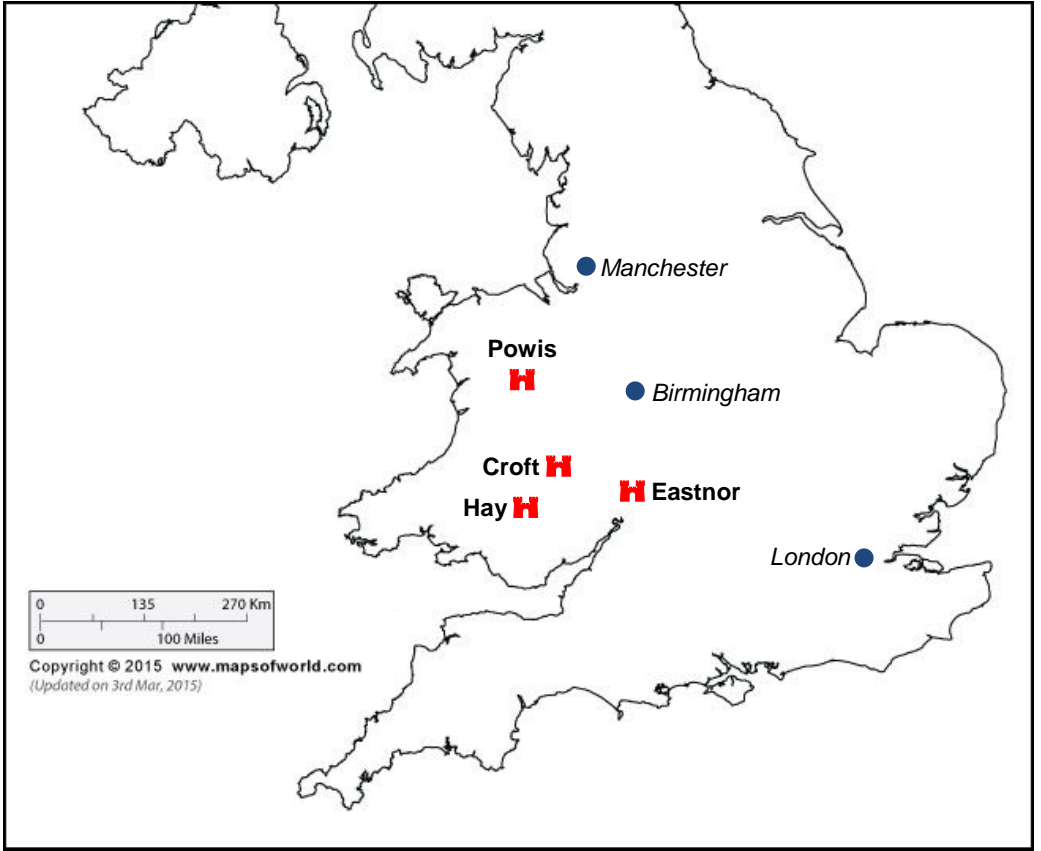 Manchester
Powis
Birmingham
Croft
Eastnor
Hay
London
0 135 270 Km
0 100 Miles
Copyright © 2015 www.mapsofworld.com
(Updated on 3rd Mar, 2015)